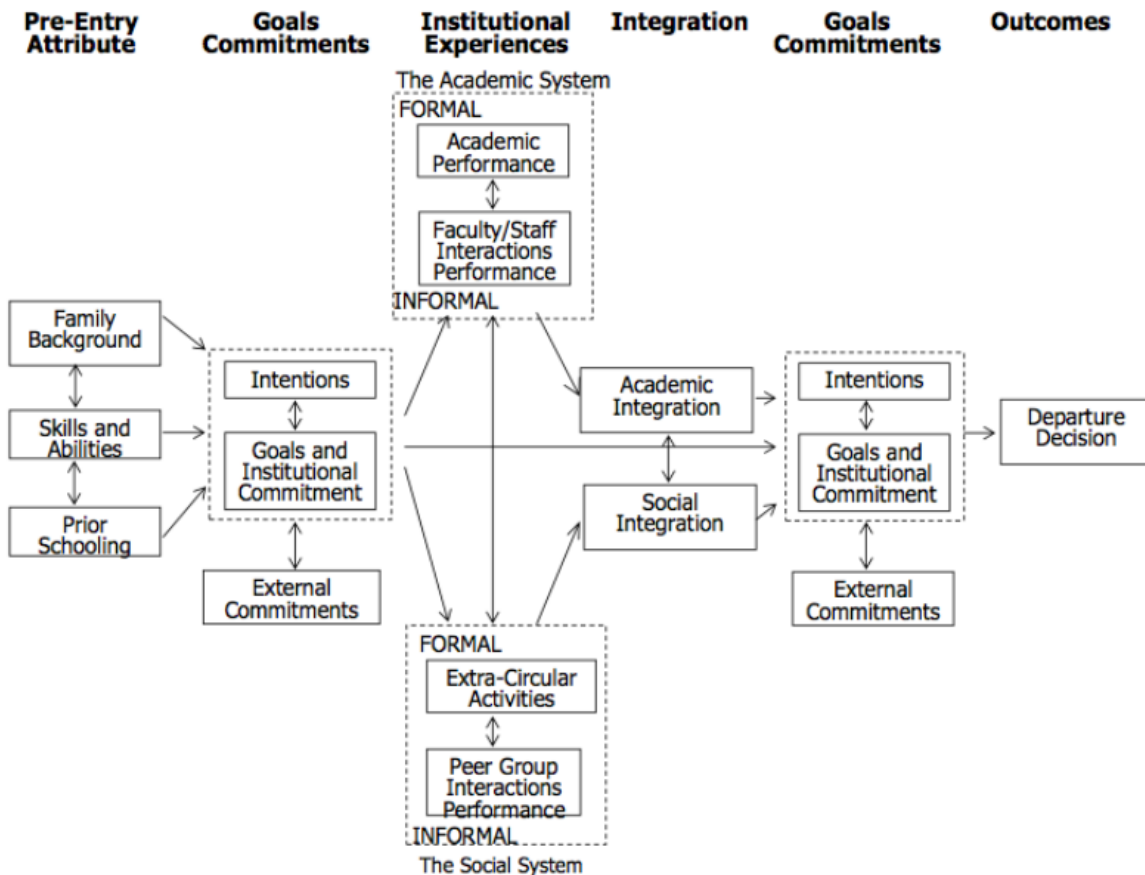 Pre-Entry
Attribute
Goals
Commitments
Institutional
Experiences
Integration
Goals
Commitments
Outcomes
The Academic System
FORMAL
Academic
Performance
Faculty/Staff
Interactions
Performance
INFORMAL
Family
Background
Skills and
Abilities
Prior
Schooling
Intentions
Goals and
Institutional
Commitment
External
Commitments
Academic
Integration
Social
Integration
Intentions
Goals and
Institutional
Commitment
External
Commitments
Departure
Decision
FORMAL
Extra-Circular
Activities
Peer Group
Interactions
Performance
INFORMAL
The Social System